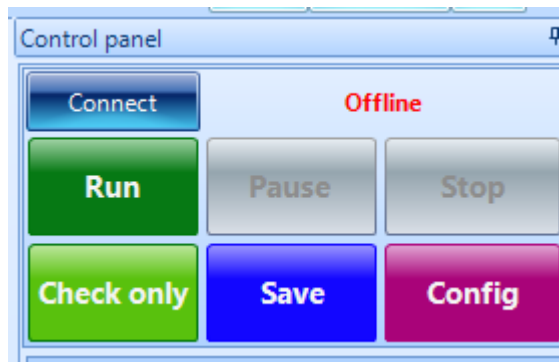 Control panel
Connect Offline
Run Pause Stop
Check only Save Config